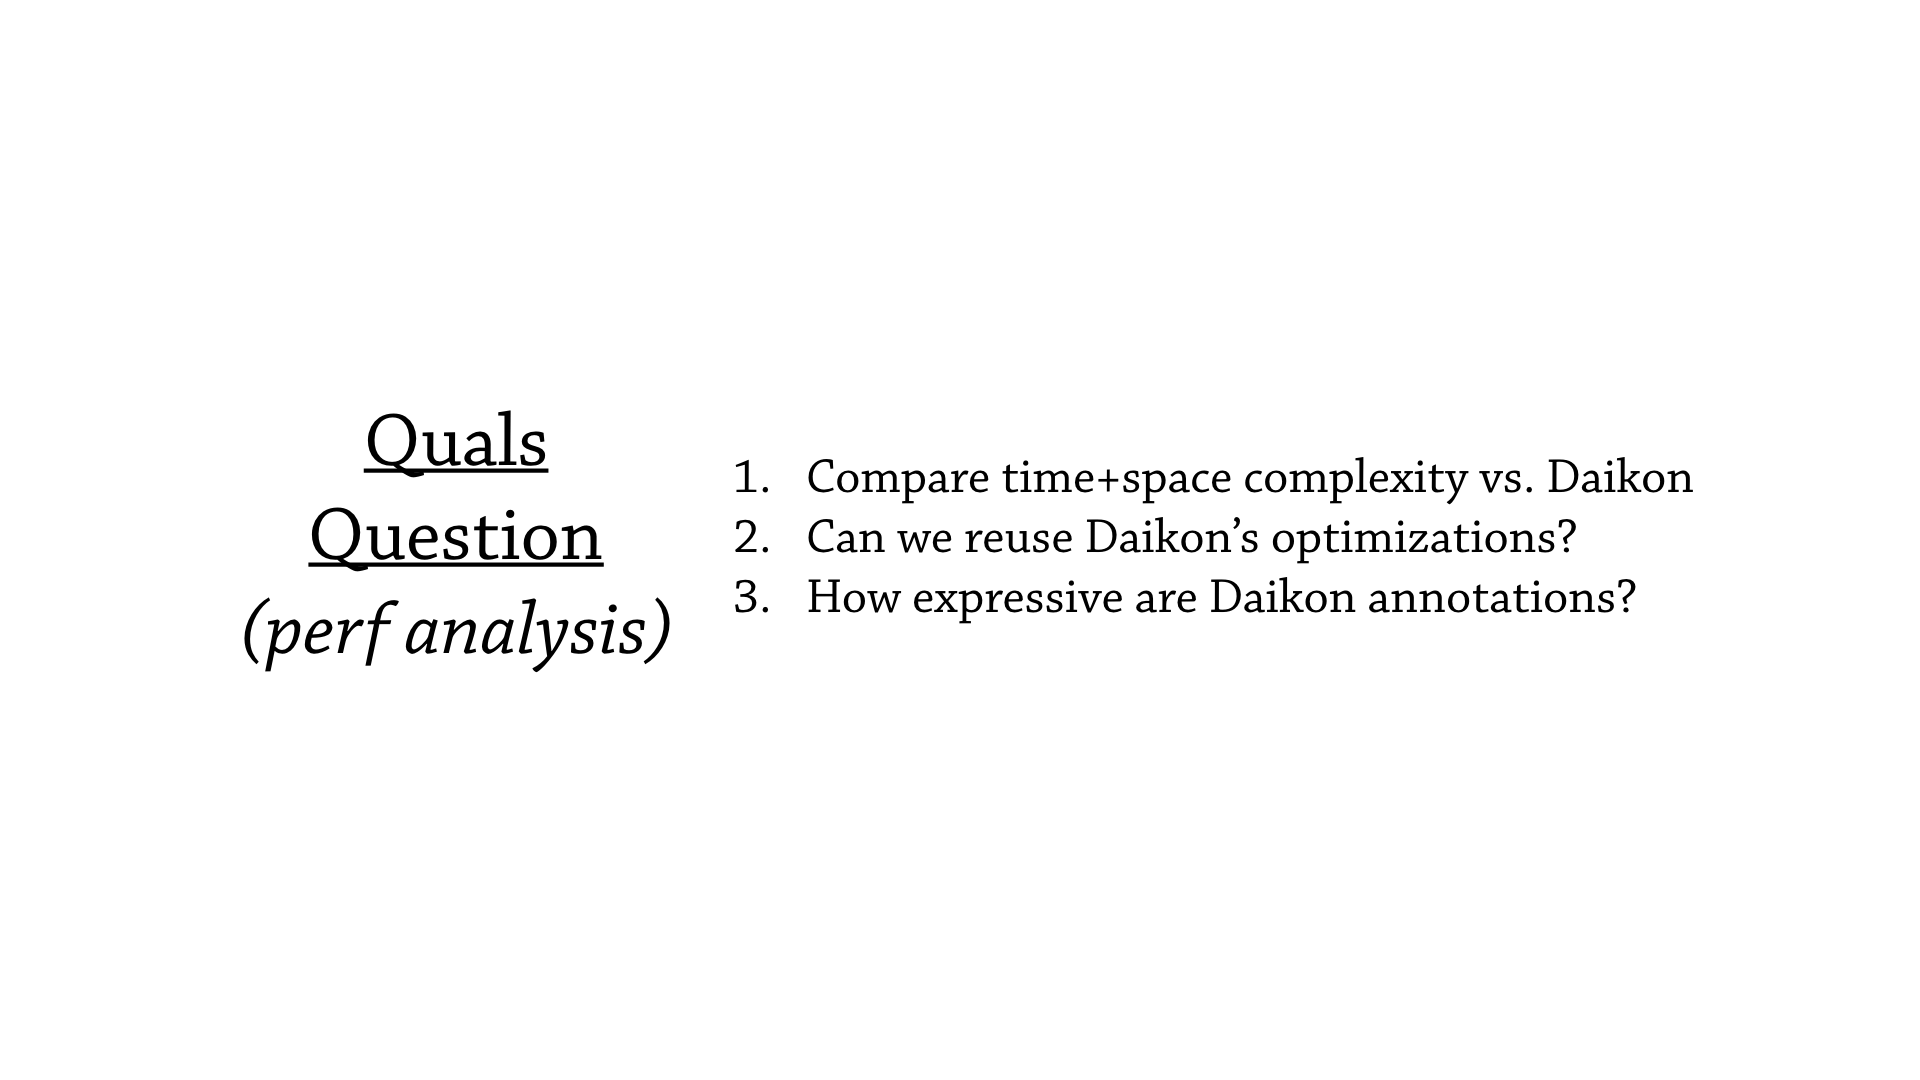 Quals
Question
(perf analysis)
1. Compare time+space complexity vs. Daikon
2. Can we reuse Daikon’s optimizations?
3. How expressive are Daikon annotations?